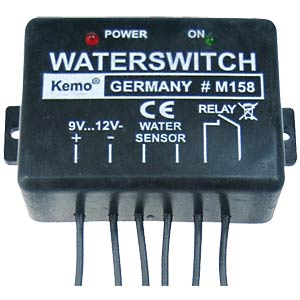 POWER ON
WATERSWITCH
Kemo® GERMANY # M158
CE RELAY
9V...12V- WATER
+ - SENSOR